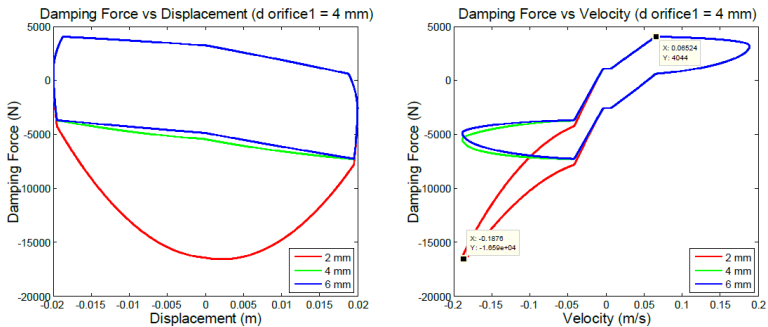 Damping Force vs Displacement (d orifice1 = 4 mm)
5000
0
-5000
-10000
-15000
-20000
Damping Force (N)
-0.02 -0.015 -0.01 -0.005 0 0.005 0.01 0.015 0.02
Displacement (m)
2 mm
4 mm
6 mm
Damping Force vs Velocity (d orifice1 = 4 mm)
5000
0
-5000
-10000
-15000
-20000
Damping Force (N)
X: 0.06524
Y: 4044
X: -0.1876
Y: -1.659e+04
-0.2 -0.15 -0.1 -0.05 0 0.05 0.1 0.15 0.2
Velocity (m/s)
2 mm
4 mm
6 mm